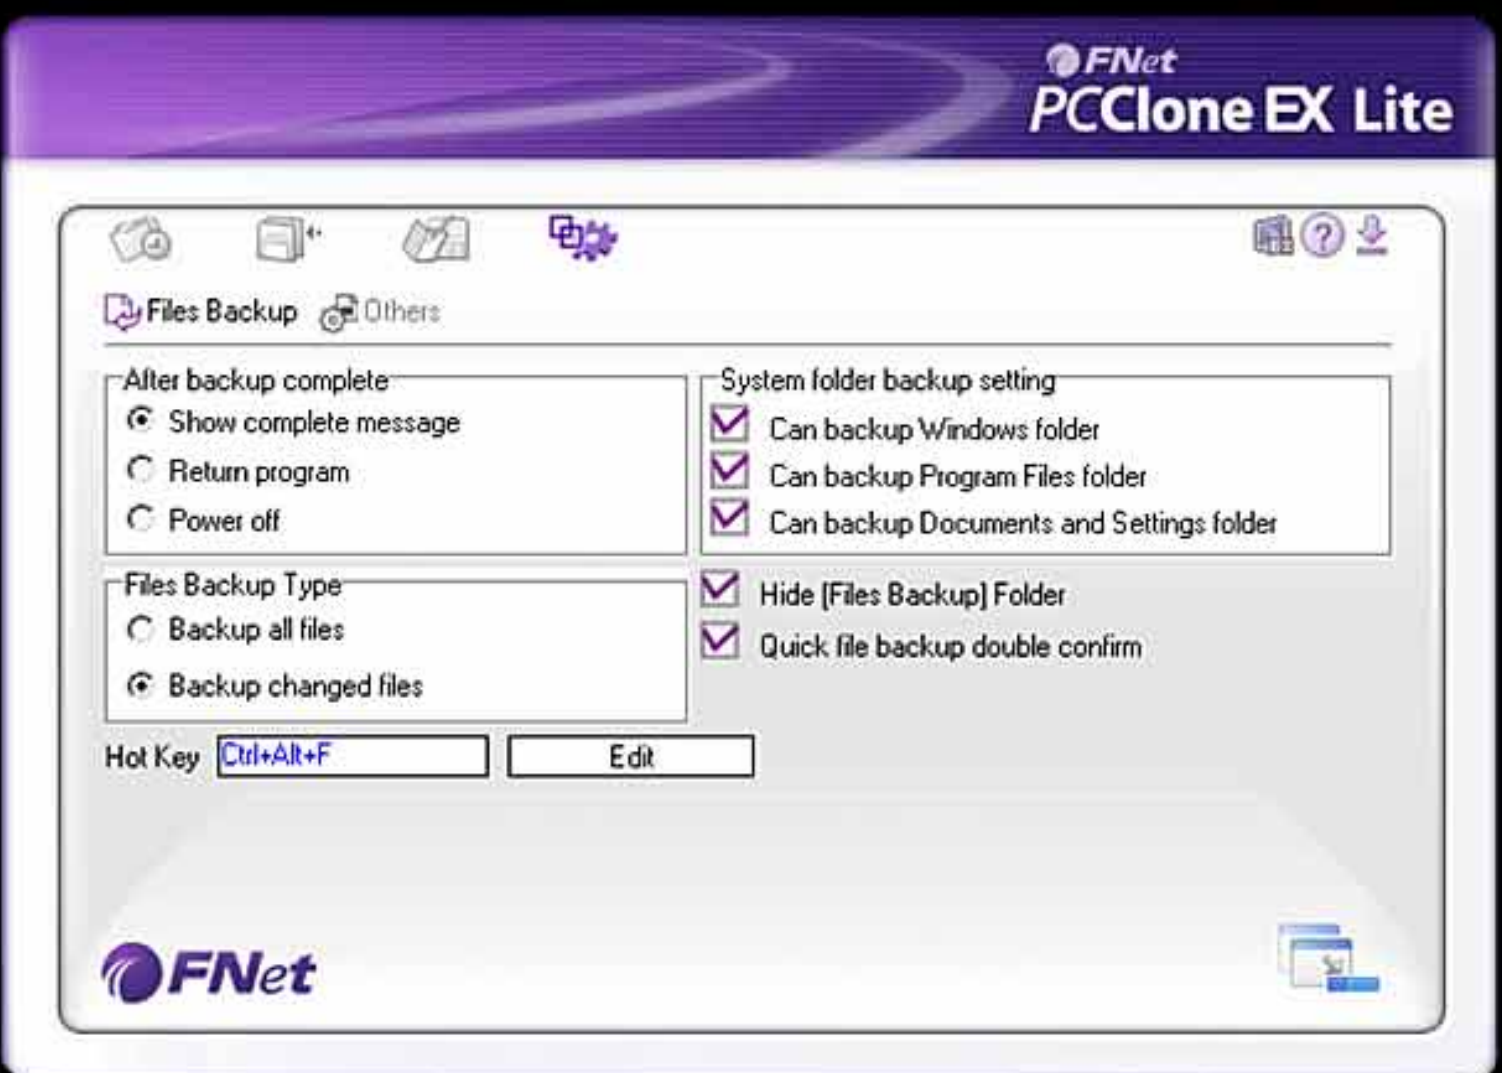 FNet
PCClone EX Lite
Files Backup
Others
After backup complete
Show complete message
Return program
Power off
System folder backup setting
Can backup Windows folder
Can backup Program Files folder
Can backup Documents and Settings folder
Files Backup Type
Backup all files
Backup changed files
Hide [Files Backup] Folder
Quick file backup double confirm
Hot Key
Ctrl+Alt+F
Edit
FNet